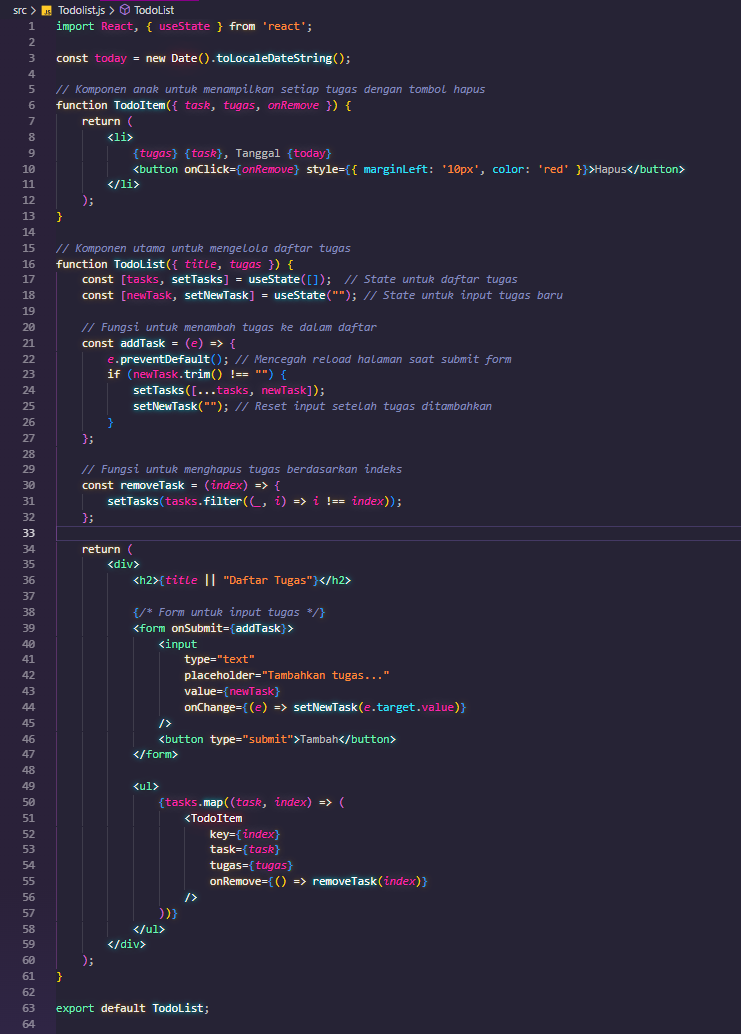 src > JS Todolist.js > TodoList
1 import React, { useState } from 'react';
2
3 const today = new Date().toLocaleDateString();
4
5 // Komponen anak untuk menampilkan setiap tugas dengan tombol hapus
6 function TodoItem({ task, tugas, onRemove }) {
7     return (
8         <li>
9             {tugas} {task}, Tanggal {today}
10             <button onClick={onRemove} style={{ marginLeft: '10px', color: 'red' }}>Hapus</button>
11         </li>
12     );
13 }
14
15 // Komponen utama untuk mengelola daftar tugas
16 function TodoList({ title, tugas }) {
17     const [tasks, setTasks] = useState([]);  // State untuk daftar tugas
18     const [newTask, setNewTask] = useState(""); // State untuk input tugas baru
19
20     // Fungsi untuk menambah tugas ke dalam daftar
21     const addTask = (e) => {
22         e.preventDefault(); // Mencegah reload halaman saat submit form
23         if (newTask.trim() !== "") {
24             setTasks([...tasks, newTask]);
25             setNewTask(""); // Reset input setelah tugas ditambahkan
26         }
27     };
28
29     // Fungsi untuk menghapus tugas berdasarkan indeks
30     const removeTask = (index) => {
31         setTasks(tasks.filter((_, i) => i !== index));
32     };
33
34     return (
35         <div>
36             <h2>{title || "Daftar Tugas"}</h2>
37
38             {/* Form untuk input tugas */}
39             <form onSubmit={addTask}>
40                 <input
41                     type="text"
42                     placeholder="Tambahkan tugas..."
43                     value={newTask}
44                     onChange={(e) => setNewTask(e.target.value)}
45                 />
46                 <button type="submit">Tambah</button>
47             </form>
48
49             <ul>
50                 {tasks.map((task, index) => (
51                     <TodoItem
52                         key={index}
53                         task={task}
54                         tugas={tugas}
55                         onRemove={() => removeTask(index)}
56                     />
57                 ))}
58             </ul>
59         </div>
60     );
61 }
62
63 export default TodoList;
64